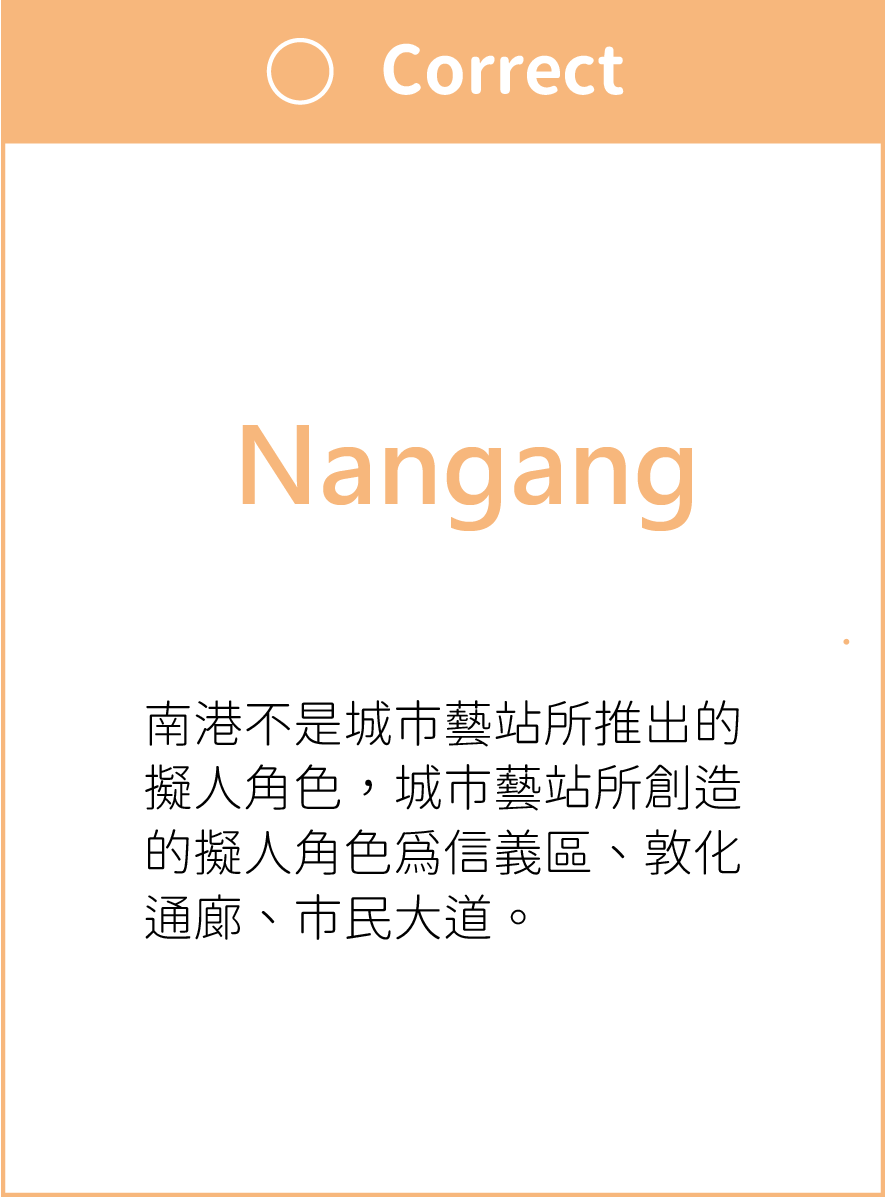 Correct
Nangang
南港不是城市藝站所推出的
擬人角色，城市藝站所創造
的擬人角色爲信義區、敦化
通廊、市民大道。